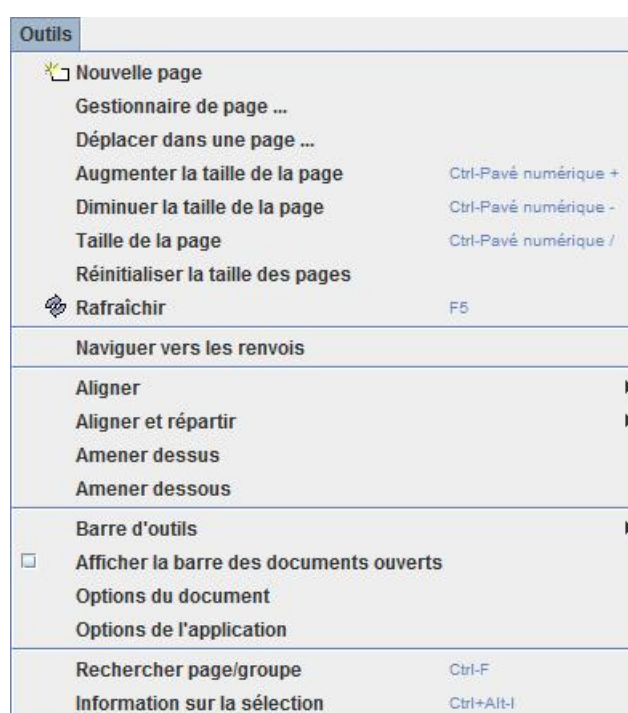 Outils
Nouvelle page
Gestionnaire de page ...
Déplacer dans une page ...
Augmenter la taille de la page Ctrl-Pavé numérique +
Diminuer la taille de la page Ctrl-Pavé numérique -
Taille de la page Ctrl-Pavé numérique /
Réinitialiser la taille des pages
Rafraîchir F5
Naviguer vers les renvois
Aligner
Aligner et répartir
Amener dessus
Amener dessous
Barre d'outils
Afficher la barre des documents ouverts
Options du document
Options de l'application
Rechercher page/groupe Ctrl-F
Information sur la sélection Ctrl+Alt-I